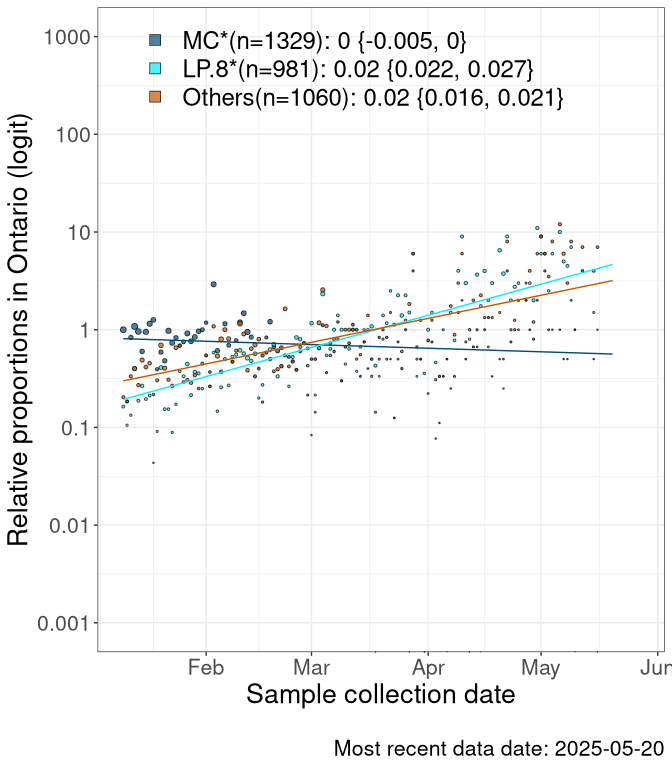 MC*(n=1329): 0 {-0.005, 0}
LP.8*(n=981): 0.02 {0.022, 0.027}
Others(n=1060): 0.02 {0.016, 0.021}
Relative proportions in Ontario (logit)
1000
100
10
1
0.1
0.01
0.001
Feb Mar Apr May Jun
Sample collection date
Most recent data date: 2025-05-20